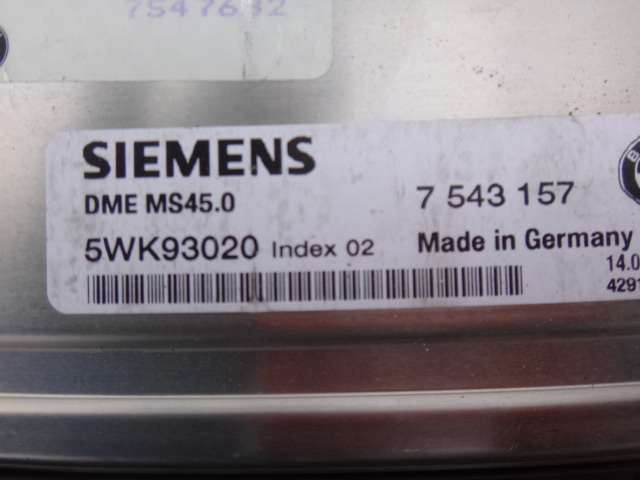 7547632
SIEMENS
DME MS45.0
7 543 157
5WK93020 Index 02
Made in Germany
14.0
4291